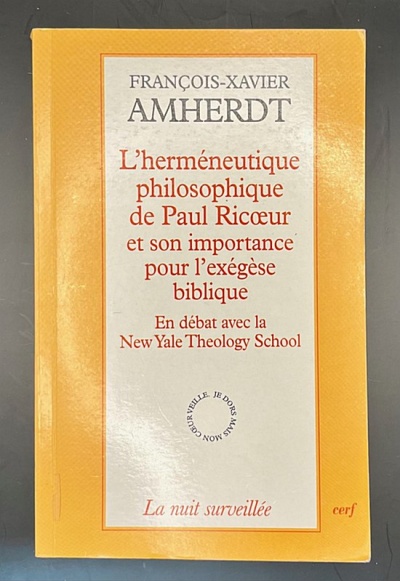 FRANÇOIS-XAVIER
AMHERDT
L'herméneutique
philosophique
de Paul Ricœur
et son importance
pour l'exégèse
biblique
En débat avec la
New Yale Theology School
JE DORS MAIS MON CŒUR VEILLE.
La nuit surveillée
cerf